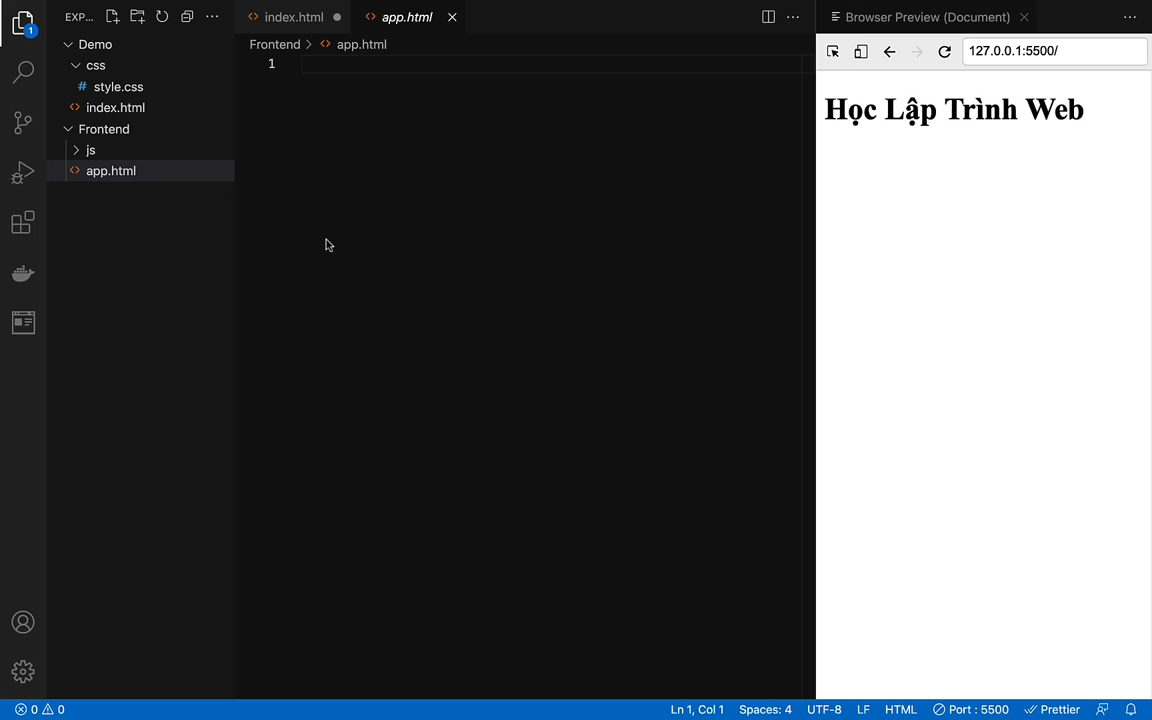 EXP...
index.html
app.html
Browser Preview (Document)
1
Demo
css
style.css
index.html
Frontend
js
app.html
Frontend
app.html
1
127.0.0.1:5500/
Học Lập Trình Web
0 0
Ln 1, Col 1
Spaces: 4
UTF-8
LF
HTML
Port : 5500
Prettier